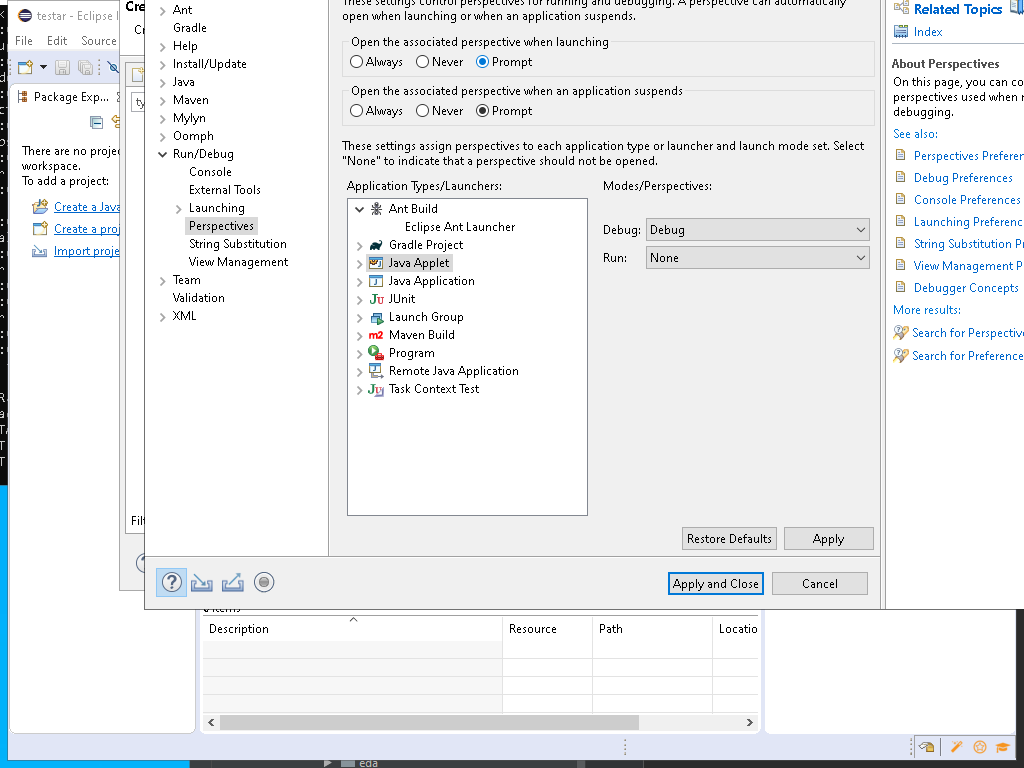 testar - Eclipse I
File Edit Source
Package Exp...
There are no proje
workspace.
To add a project:
Create a Java
Create a proj
Import proje
Cre
Cr
ty
Filt
Ant
Gradle
Help
Install/Update
Java
Maven
Mylyn
Oomph
Run/Debug
Console
External Tools
Launching
Perspectives
String Substitution
View Management
Team
Validation
XML
These settings control perspectives for running and debugging. A perspective can automatically
open when launching or when an application suspends.
Open the associated perspective when launching
Always Never Prompt
Open the associated perspective when an application suspends
Always Never Prompt
These settings assign perspectives to each application type or launcher and launch mode set. Select
"None" to indicate that a perspective should not be opened.
Application Types/Launchers:
Ant Build
Eclipse Ant Launcher
Gradle Project
Java Applet
Java Application
JUnit
Launch Group
Maven Build
Program
Remote Java Application
Task Context Test
Modes/Perspectives:
Debug: Debug
Run: None
Restore Defaults Apply
Apply and Close Cancel
Related Topics
Index
About Perspectives
On this page, you can co
perspectives used when r
debugging.
See also:
Perspectives Preferen
Debug Preferences
Console Preferences
Launching Preferenc
String Substitution P
View Management P
Debugger Concepts
More results:
Search for Perspective
Search for Preference
Items
Description Resource Path Locatio
eda